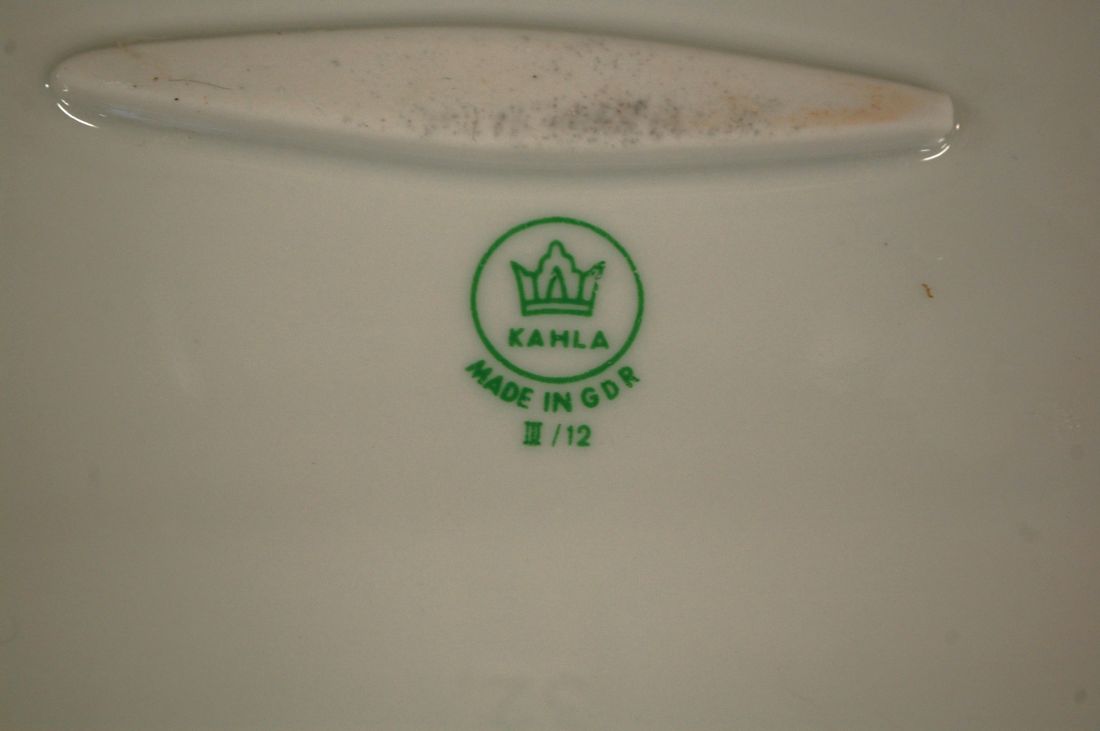 KAHLA
MADE IN GDR
III / 12